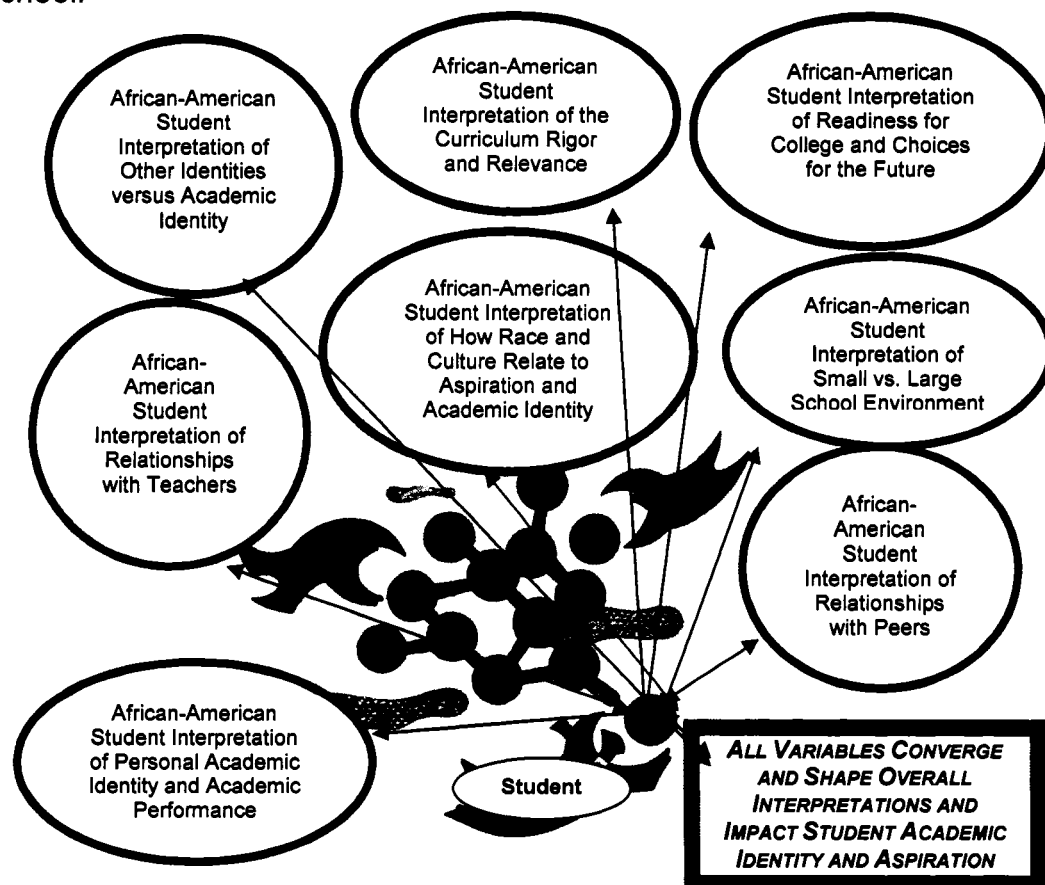 African-American
Student
Interpretation of
Other Identities
versus Academic
Identity
African-American
Student
Interpretation of the
Curriculum Rigor
and Relevance
African-American
Student Interpretation
of Readiness for
College and Choices
for the Future
African-
American
Student
Interpretation of
Relationships
with Teachers
African-American
Student Interpretation
of How Race and
Culture Relate to
Aspiration and
Academic Identity
African-American
Student
Interpretation of
Small vs. Large
School Environment
African-
American
Student
Interpretation of
Relationships
with Peers
African-American
Student Interpretation
of Personal Academic
Identity and Academic
Performance
Student
ALL VARIABLES CONVERGE
AND SHAPE OVERALL
INTERPRETATIONS AND
IMPACT STUDENT ACADEMIC
IDENTITY AND ASPIRATION